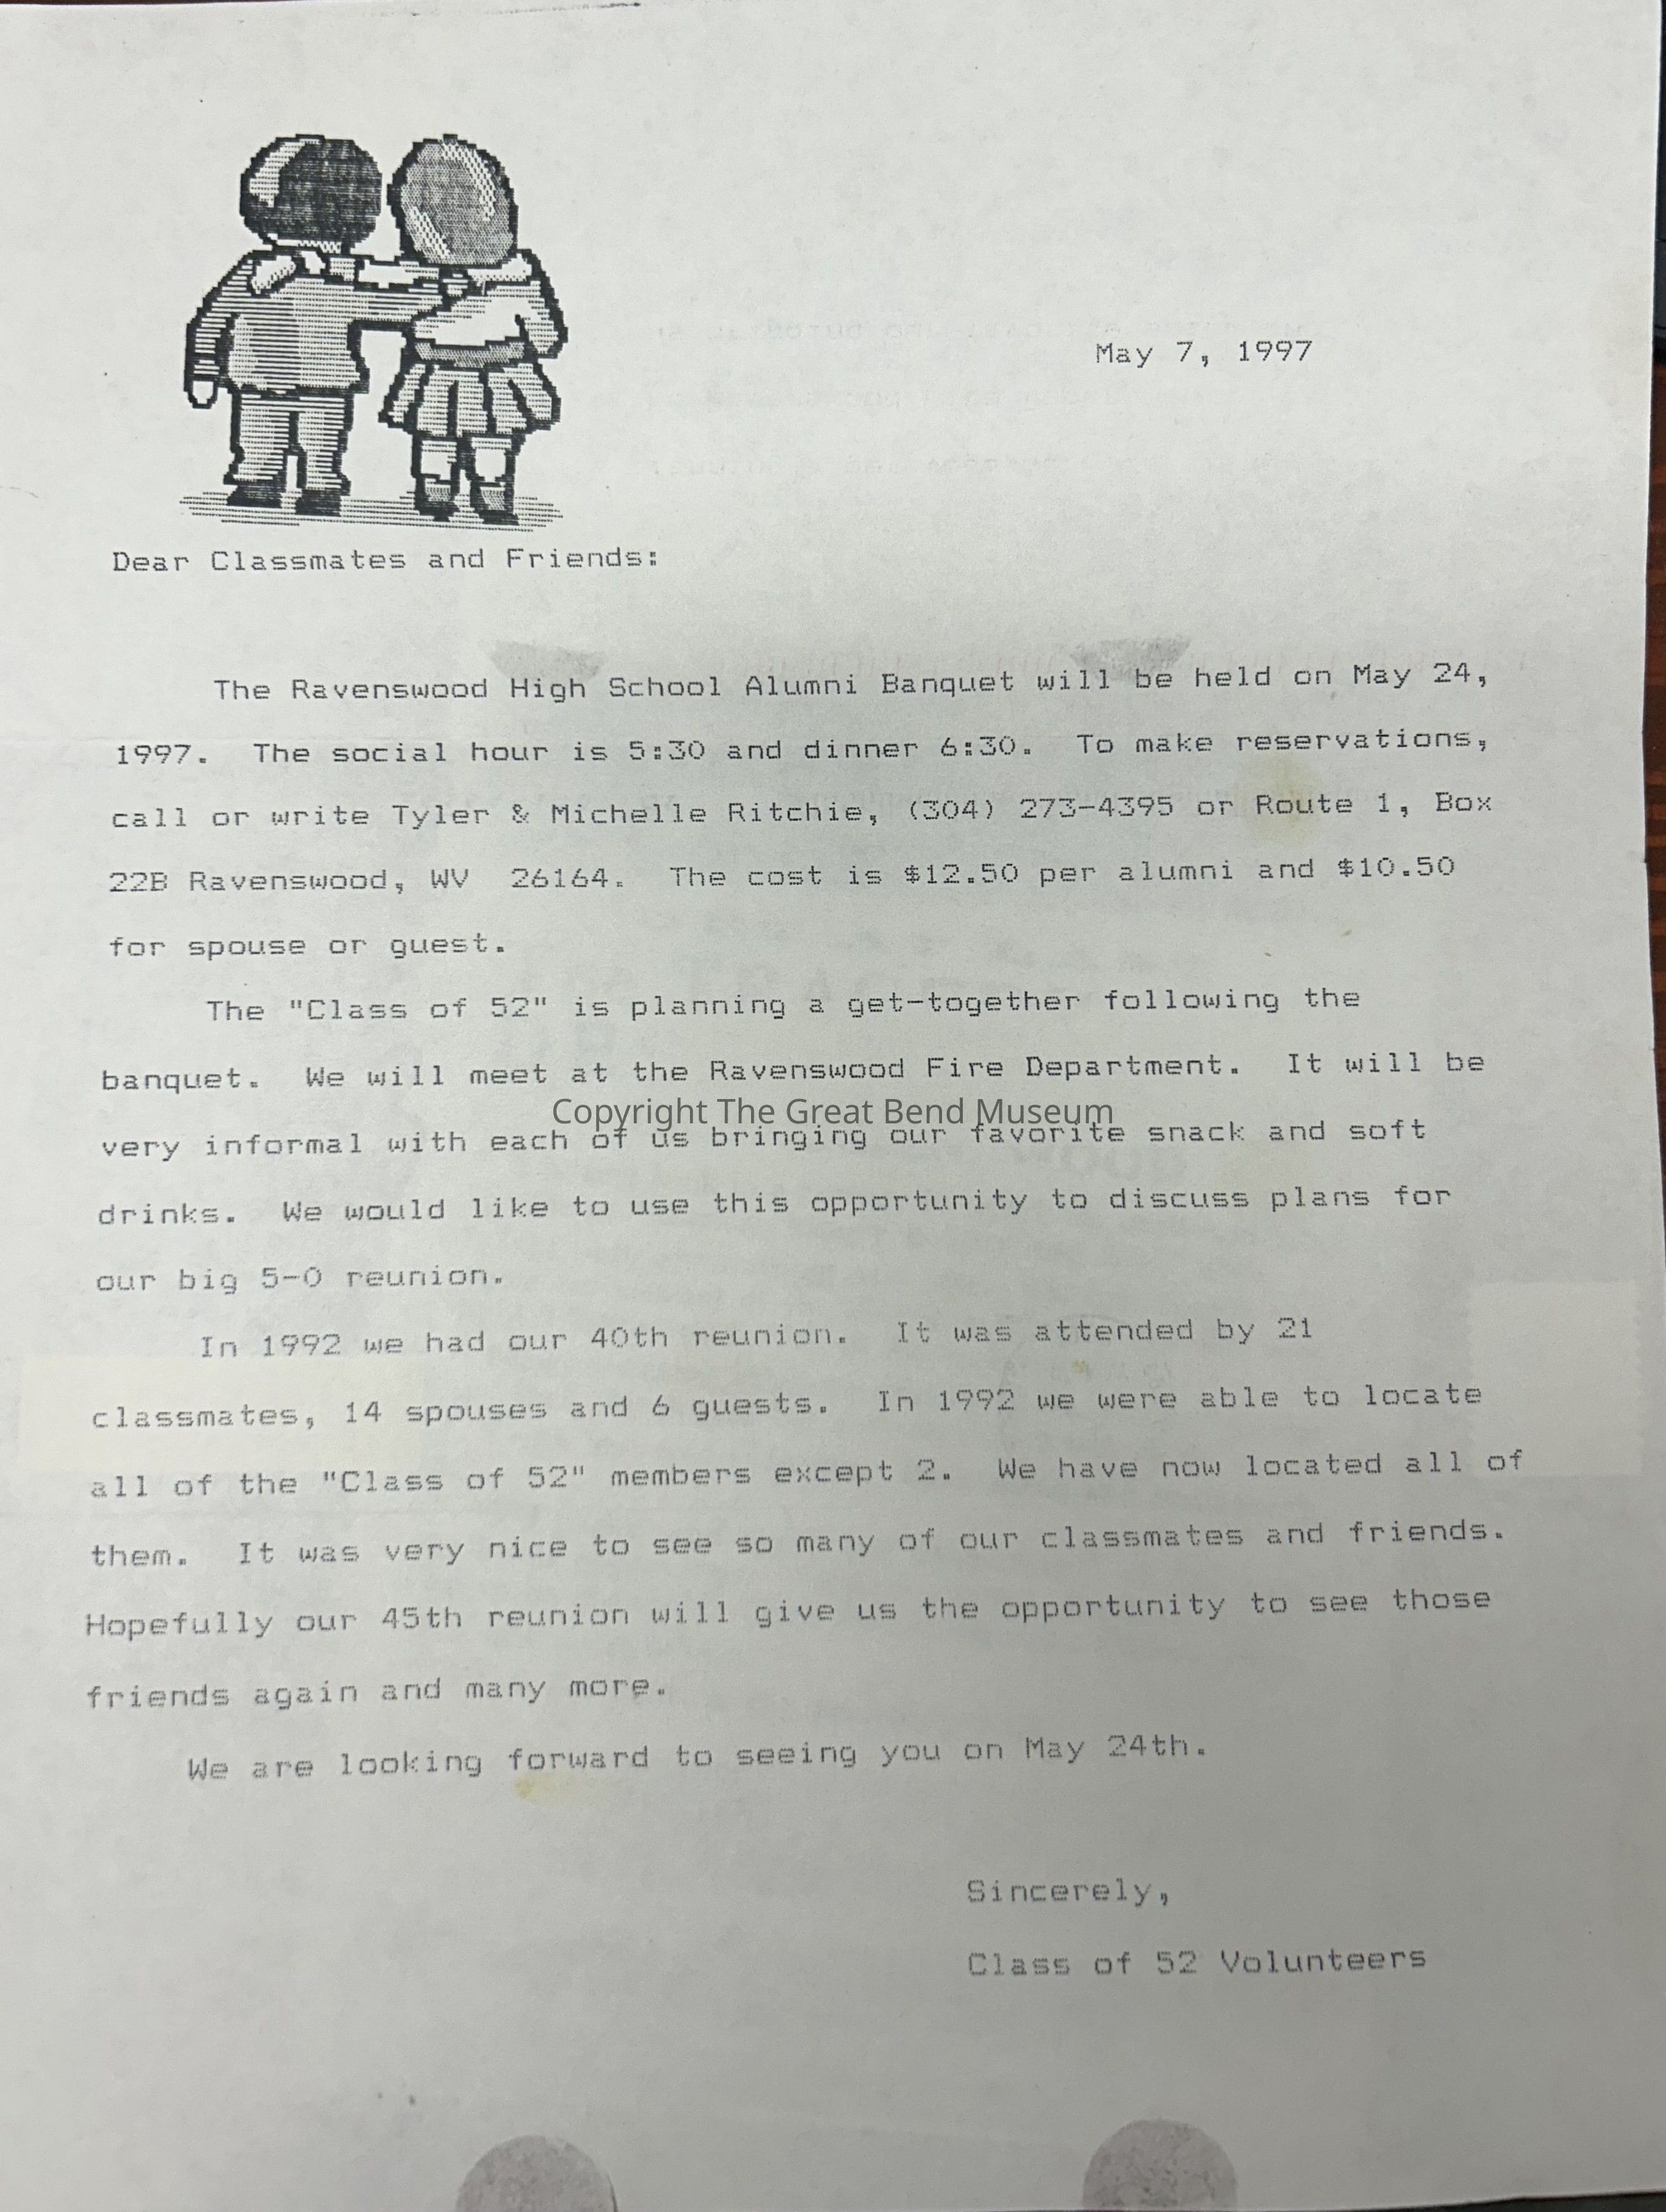 May 7, 1997
Dear Classmates and Friends:
The Ravenswood High School Alumni Banquet will be held on May 24,
1997. The social hour is 5:30 and dinner 6:30. To make reservations,
call or write Tyler & Michelle Ritchie, (304) 273-4395 or Route 1, Box
22B Ravenswood, WV 26164. The cost is $12.50 per alumni and $10.50
for spouse or guest.
The "Class of 52" is planning a get-together following the
banquet. We will meet at the Ravenswood Fire Department. It will be
Copyright The Great Bend Museum
very informal with each of us bringing our favorite snack and soft
drinks. We would like to use this opportunity to discuss plans for
our big 5-0 reunion.
In 1992 we had our 40th reunion. It was attended by 21
classmates, 14 spouses and 6 guests. In 1992 we were able to locate
all of the "Class of 52" members except 2. We have now located all of
them. It was very nice to see so many of our classmates and friends.
Hopefully our 45th reunion will give us the opportunity to see those
friends again and many more.
We are looking forward to seeing you on May 24th.
Sincerely,
Class of 52 Volunteers